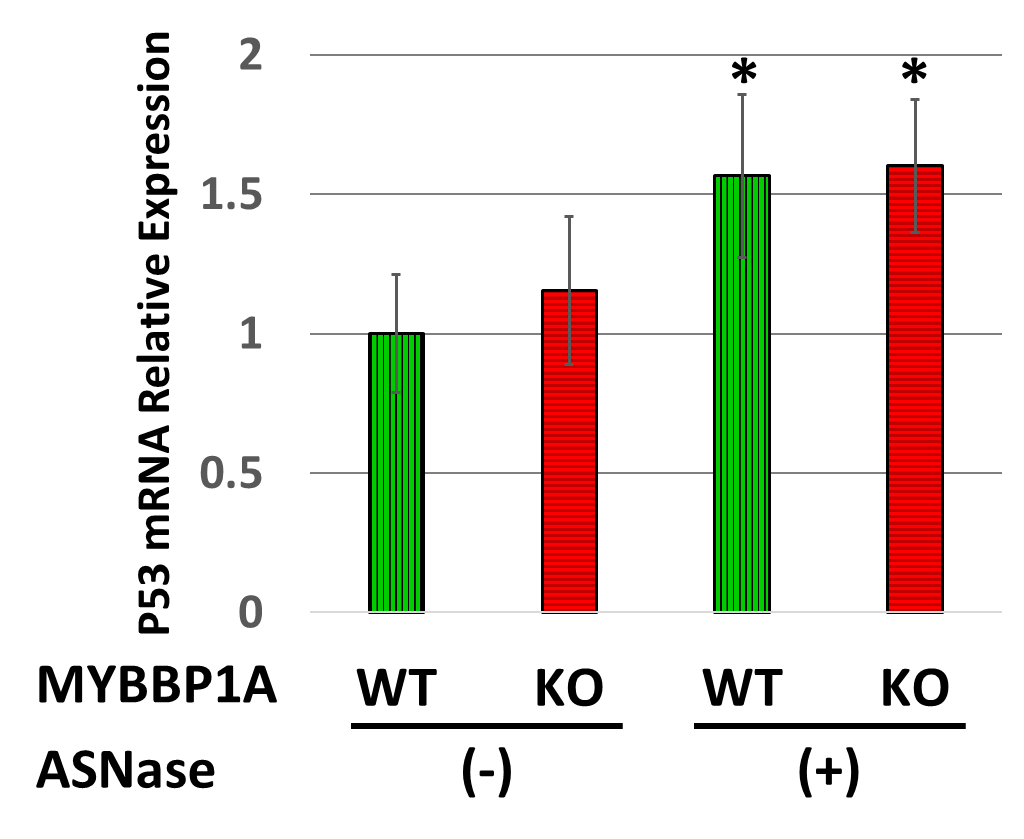 P53 mRNA Relative Expression
2
1.5
1
0.5
0
* *
MYBBP1A WT KO WT KO
ASNase (-) (+)